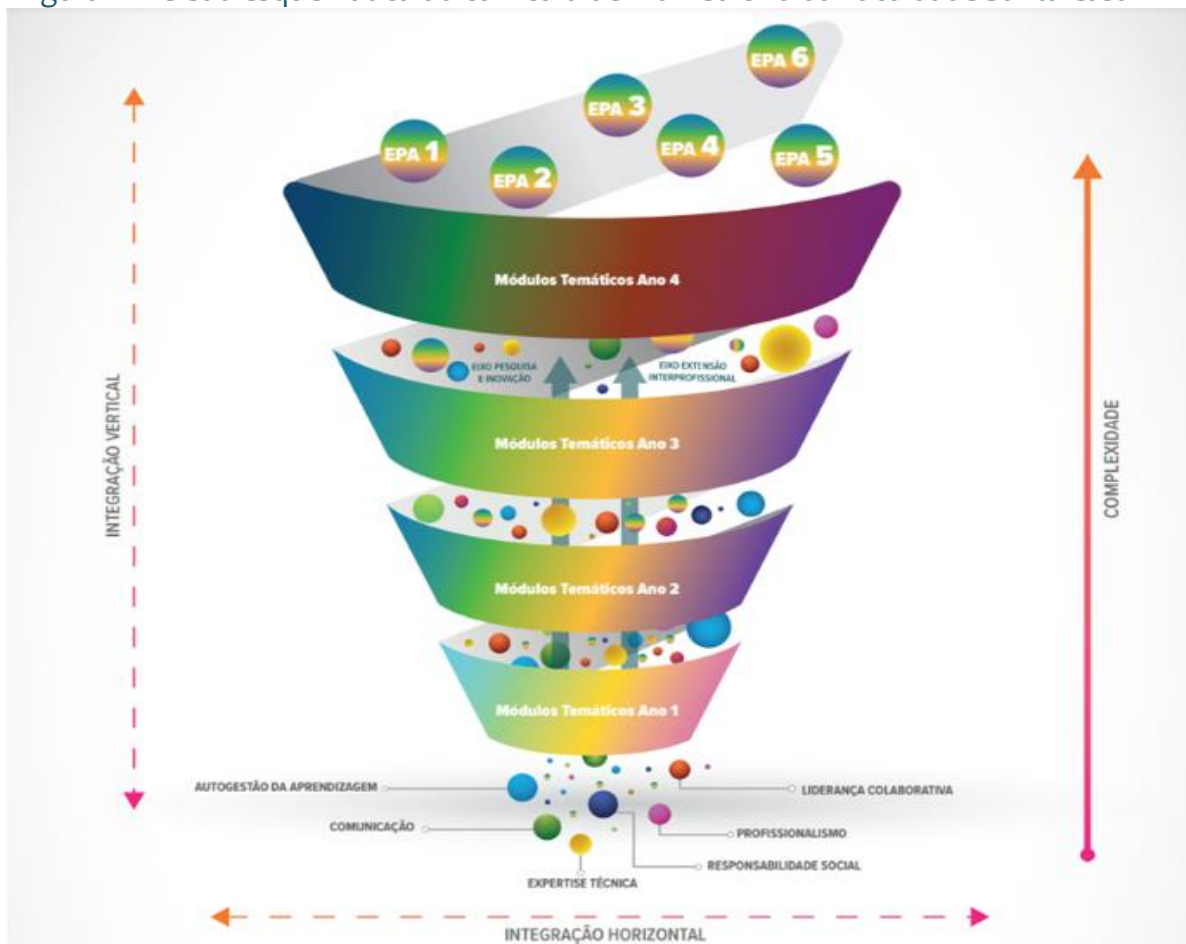 EPA 6
EPA 3
EPA 1
EPA 4
EPA 5
EPA 2
Módulos Temáticos Ano 4
EIXO PESQUISA
E INOVAÇÃO
EIXO EXTENSÃO
INTERPROFISSIONAL
Módulos Temáticos Ano 3
INTEGRAÇÃO VERTICAL
COMPLEXIDADE
Módulos Temáticos Ano 2
Módulos Temáticos Ano 1
AUTOGESTÃO DA APRENDIZAGEM
LIDERANÇA COLABORATIVA
COMUNICAÇÃO
PROFISSIONALISMO
RESPONSABILIDADE SOCIAL
EXPERTISE TÉCNICA
INTEGRAÇÃO HORIZONTAL